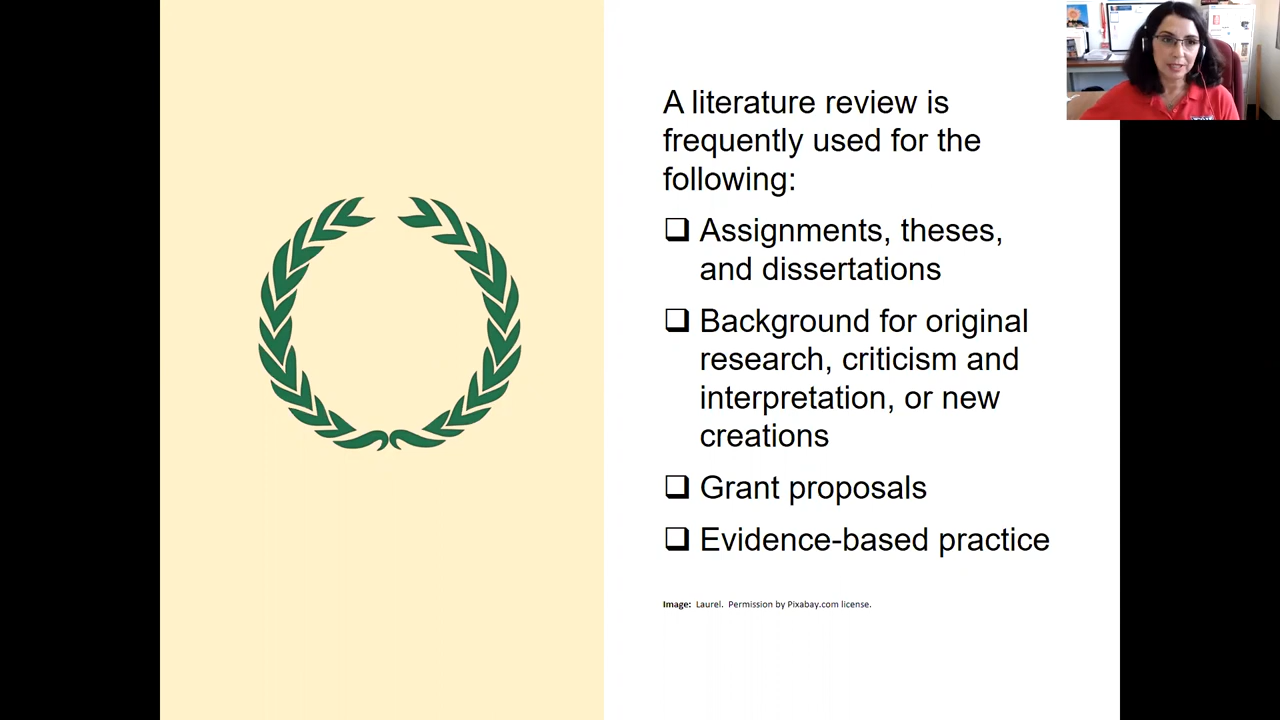 A literature review is
frequently used for the
following:
❑ Assignments, theses,
and dissertations
❑ Background for original
research, criticism and
interpretation, or new
creations
❑ Grant proposals
❑ Evidence-based practice
Image: Laurel. Permission by Pixabay.com license.